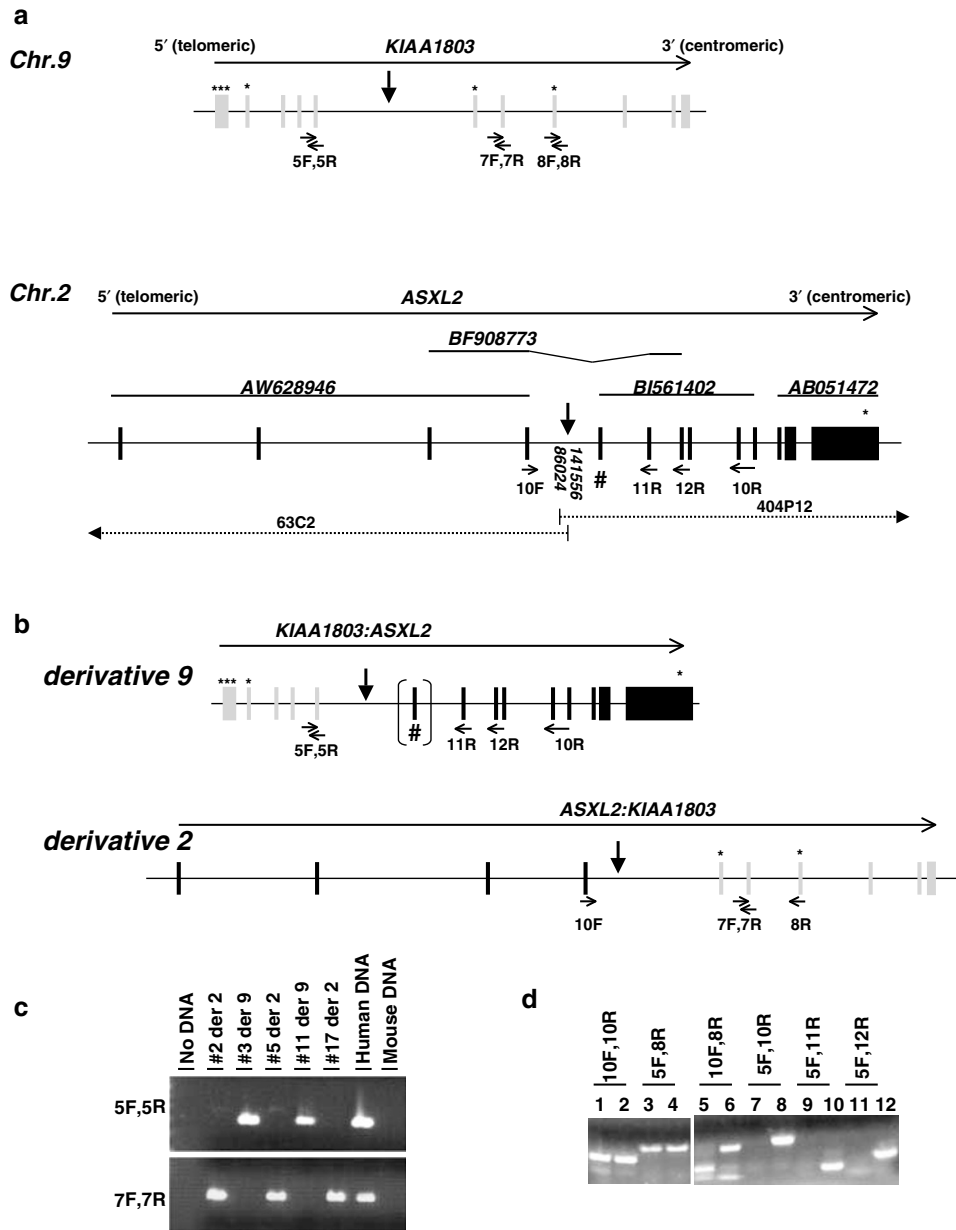 a
Chr.9
5′ (telomeric)
KIAA1803
3′ (centromeric)
***
*
*
*
5F,5R
7F,7R
8F,8R
Chr.2
5′ (telomeric)
ASXL2
3′ (centromeric)
BF908773
AW628946
BI561402
AB051472
*
141556
86024
10F
#
11R
12R
10R
63C2
404P12
b
derivative 9
KIAA1803:ASXL2
***
*
*
5F,5R
#
11R
12R
10R
derivative 2
ASXL2:KIAA1803
*
*
10F
7F,7R
8R
c
No DNA
#2 der 2
#3 der 9
#5 der 2
#11 der 9
#17 der 2
Human DNA
Mouse DNA
5F,5R
7F,7R
d
10F,10R
5F,8R
10F,8R
5F,10R
5F,11R
5F,12R
1 2 3 4 5 6 7 8 9 10 11 12